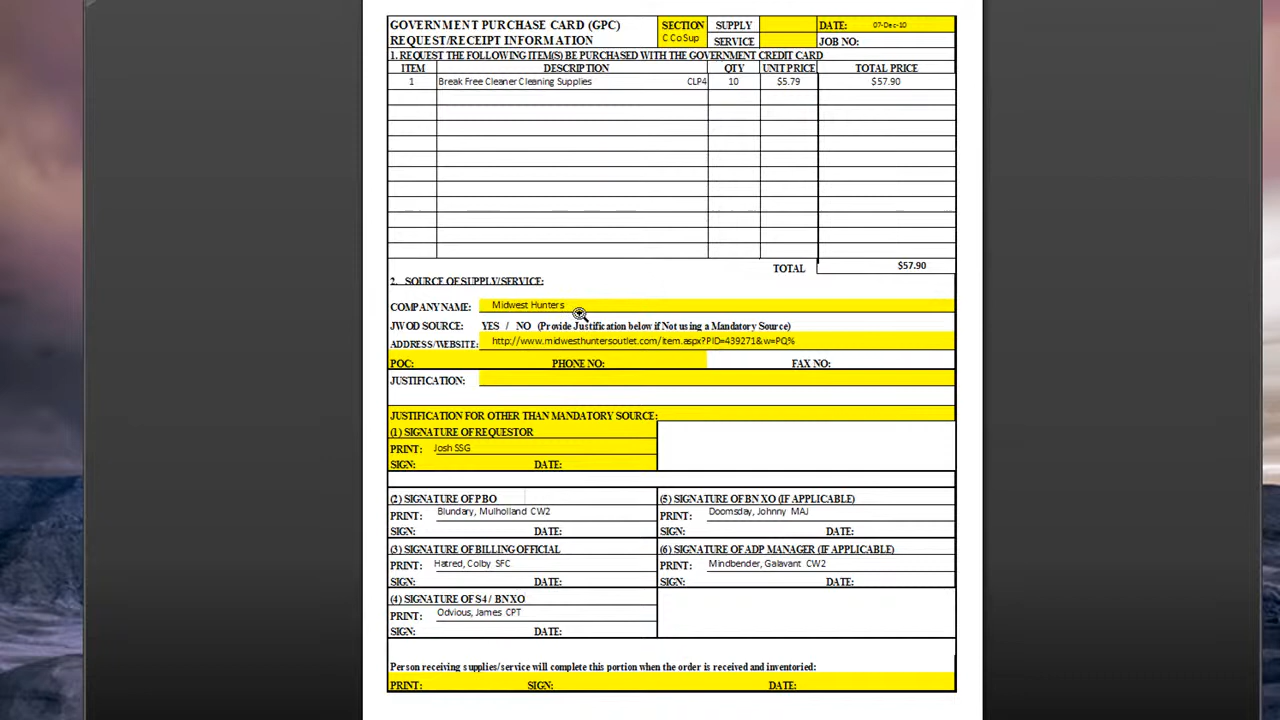 GOVERNMENT PURCHASE CARD (GPC) SECTION SUPPLY DATE: 07-Dec-10
REQUEST/RECEIPT INFORMATION C Co Sup SERVICE JOB NO:
1. REQUEST THE FOLLOWING ITEM(S) BE PURCHASED WITH THE GOVERNMENT CREDIT CARD
ITEM DESCRIPTION QTY UNIT PRICE TOTAL PRICE
1 Break Free Cleaner Cleaning Supplies CLP4 10 $5.79 $57.90
TOTAL $57.90
2. SOURCE OF SUPPLY/SERVICE:
COMPANY NAME: Midwest Hunters
JWOD SOURCE: YES / NO (Provide Justification below if Not using a Mandatory Source)
ADDRESS/WEBSITE: http://www.midwesthuntersoutlet.com/item.aspx?PID=439271&w=PQ%
POC: PHONE NO: FAX NO:
JUSTIFICATION:
JUSTIFICATION FOR OTHER THAN MANDATORY SOURCE:
(1) SIGNATURE OF REQUESTOR
PRINT: Josh SSG
SIGN: DATE:
(2) SIGNATURE OF PBO (5) SIGNATURE OF BN XO (IF APPLICABLE)
PRINT: Blundary, Mulholland CW2 PRINT: Doomsday, Johnny MAJ
SIGN: DATE: SIGN: DATE:
(3) SIGNATURE OF BILLING OFFICIAL (6) SIGNATURE OF ADP MANAGER (IF APPLICABLE)
PRINT: Hatred, Colby SFC PRINT: Mindbender, Galavant CW2
SIGN: DATE: SIGN: DATE:
(4) SIGNATURE OF S4 / BN XO
PRINT: Odvious, James CPT
SIGN: DATE:
Person receiving supplies/service will complete this portion when the order is received and inventoried:
PRINT: SIGN: DATE: